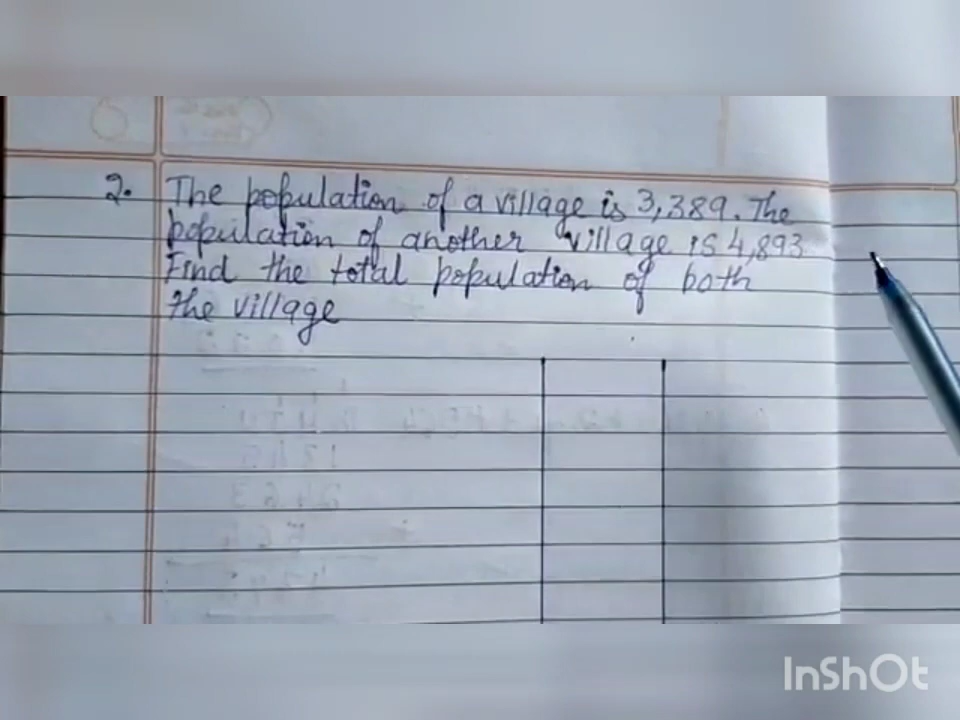 2. The population of a village is 3,389. The
population of another village is 4,893.
Find the total population of both
the village
InShOt